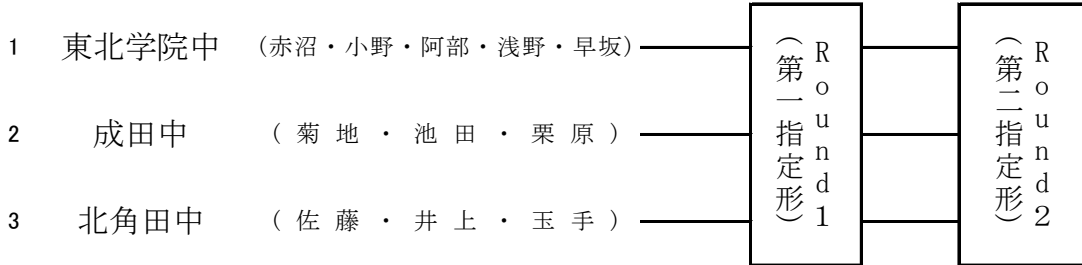 1 東北学院中 (赤沼・小野・阿部・浅野・早坂)
2 成田中 (菊地・池田・栗原)
3 北角田中 (佐藤・井上・玉手)
Round1
(第一指定形)
Round2
(第二指定形)